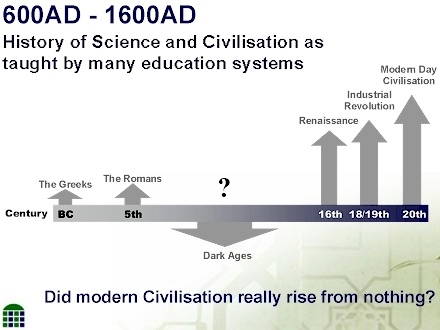 600AD - 1600AD
History of Science and Civilisation as
taught by many education systems
Modern Day
Civilisation
Industrial
Revolution
Renaissance
The Greeks
The Romans
?
Century
BC
5th
16th
18/19th
20th
Dark Ages
Did modern Civilisation really rise from nothing?